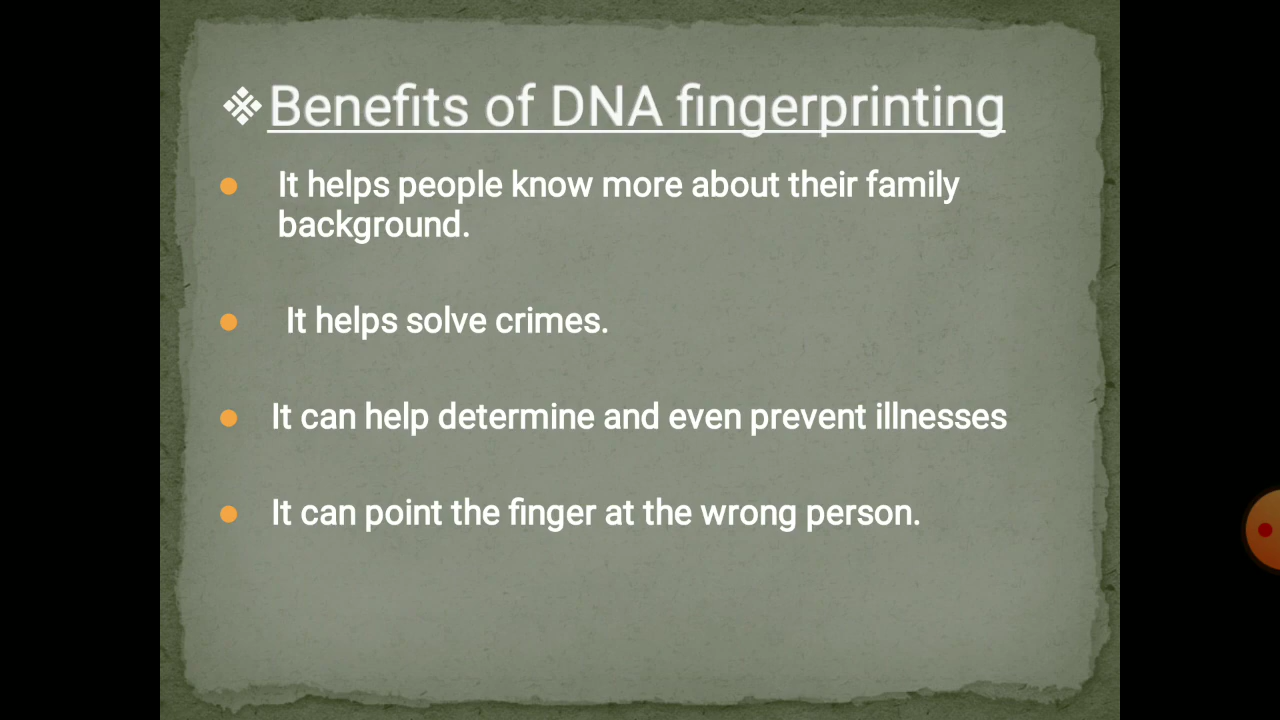 ❖Benefits of DNA fingerprinting
● It helps people know more about their family
background.
● It helps solve crimes.
● It can help determine and even prevent illnesses
● It can point the finger at the wrong person.